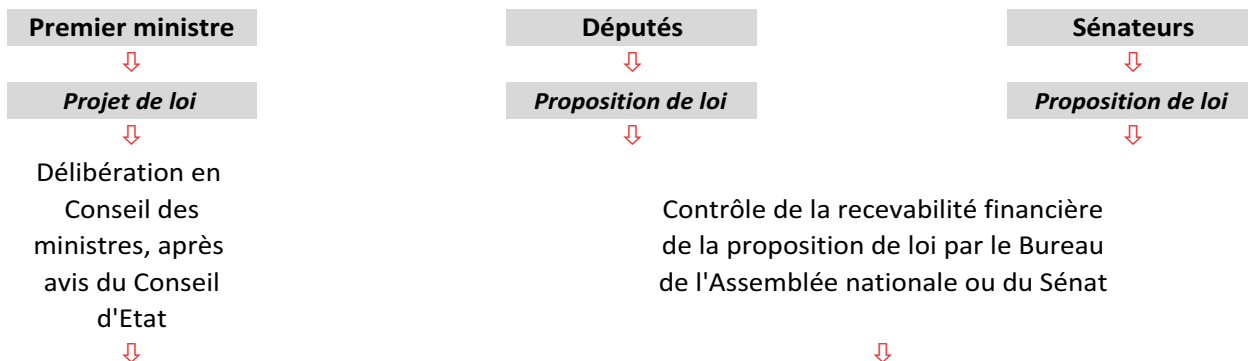 Premier ministre
Députés
Sénateurs
⇩
⇩
⇩
Projet de loi
Proposition de loi
Proposition de loi
⇩
⇩
⇩
Délibération en
Conseil des
ministres, après
avis du Conseil
d'Etat
Contrôle de la recevabilité financière
de la proposition de loi par le Bureau
de l'Assemblée nationale ou du Sénat
⇩
⇩